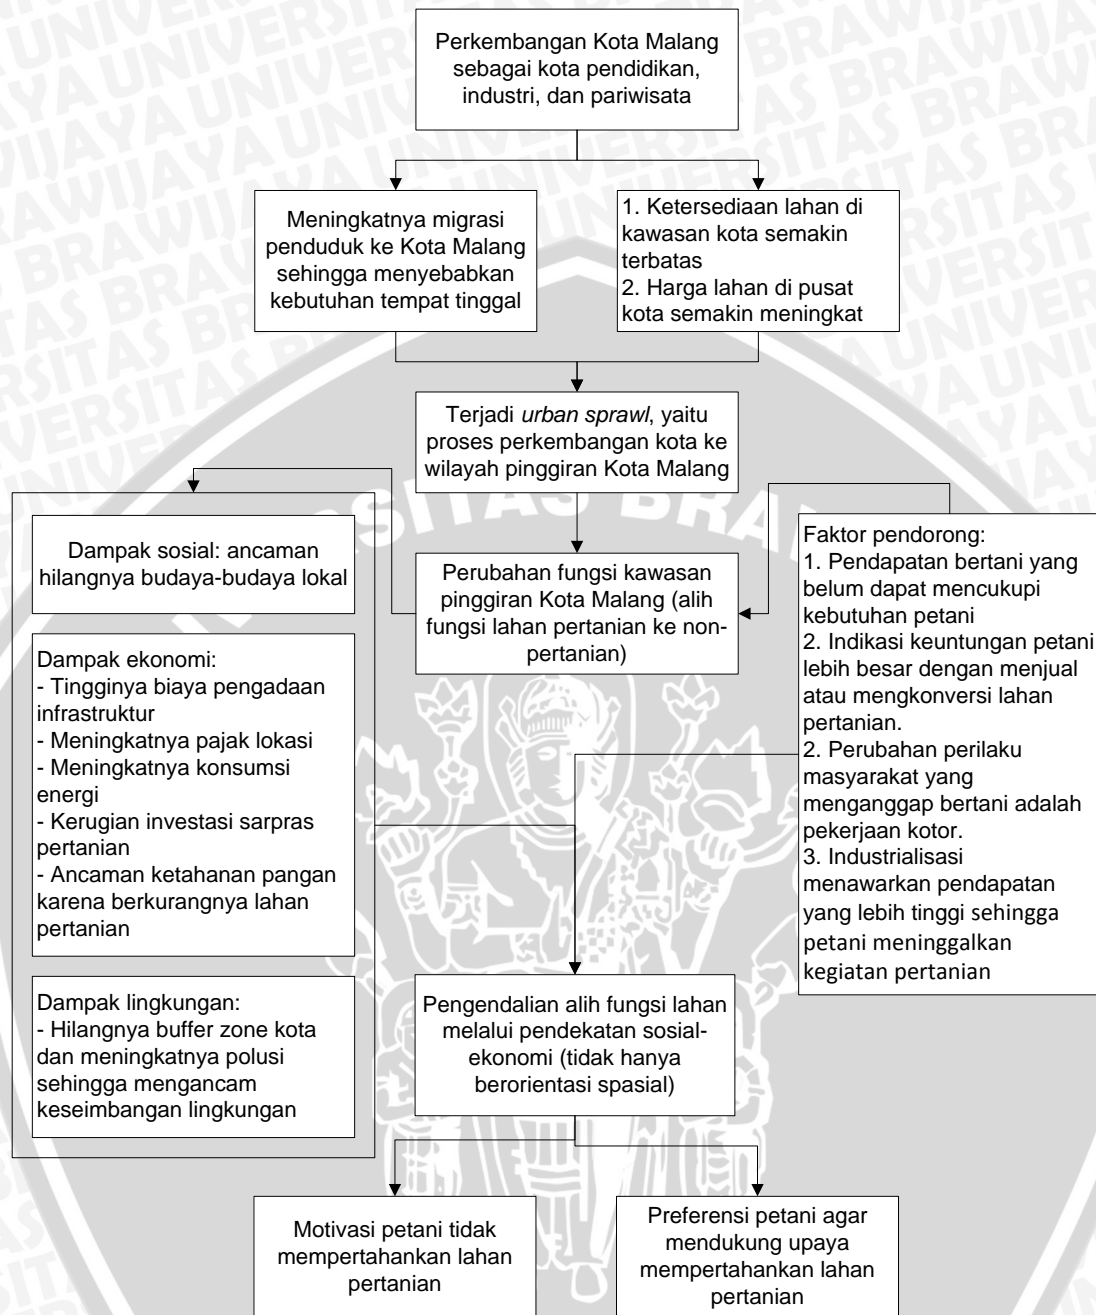 Perkembangan Kota Malang
sebagai kota pendidikan,
industri, dan pariwisata
Meningkatnya migrasi
penduduk ke Kota Malang
sehingga menyebabkan
kebutuhan tempat tinggal
1. Ketersediaan lahan di
kawasan kota semakin
terbatas
2. Harga lahan di pusat
kota semakin meningkat
Terjadi urban sprawl, yaitu
proses perkembangan kota ke
wilayah pinggiran Kota Malang
Dampak sosial: ancaman
hilangnya budaya-budaya lokal
Perubahan fungsi kawasan
pinggiran Kota Malang (alih
fungsi lahan pertanian ke non-
pertanian)
Faktor pendorong:
1. Pendapatan bertani yang
belum dapat mencukupi
kebutuhan petani
2. Indikasi keuntungan petani
lebih besar dengan menjual
atau mengkonversi lahan
pertanian.
2. Perubahan perilaku
masyarakat yang
menganggap bertani adalah
pekerjaan kotor.
3. Industrialisasi
menawarkan pendapatan
yang lebih tinggi sehingga
petani meninggalkan
kegiatan pertanian
Dampak ekonomi:
- Tingginya biaya pengadaan
infrastruktur
- Meningkatnya pajak lokasi
- Meningkatnya konsumsi
energi
- Kerugian investasi sarpras
pertanian
- Ancaman ketahanan pangan
karena berkurangnya lahan
pertanian
Dampak lingkungan:
- Hilangnya buffer zone kota
dan meningkatnya polusi
sehingga mengancam
keseimbangan lingkungan
Pengendalian alih fungsi lahan
melalui pendekatan sosial-
ekonomi (tidak hanya
berorientasi spasial)
Motivasi petani tidak
mempertahankan lahan
pertanian
Preferensi petani agar
mendukung upaya
mempertahankan lahan
pertanian